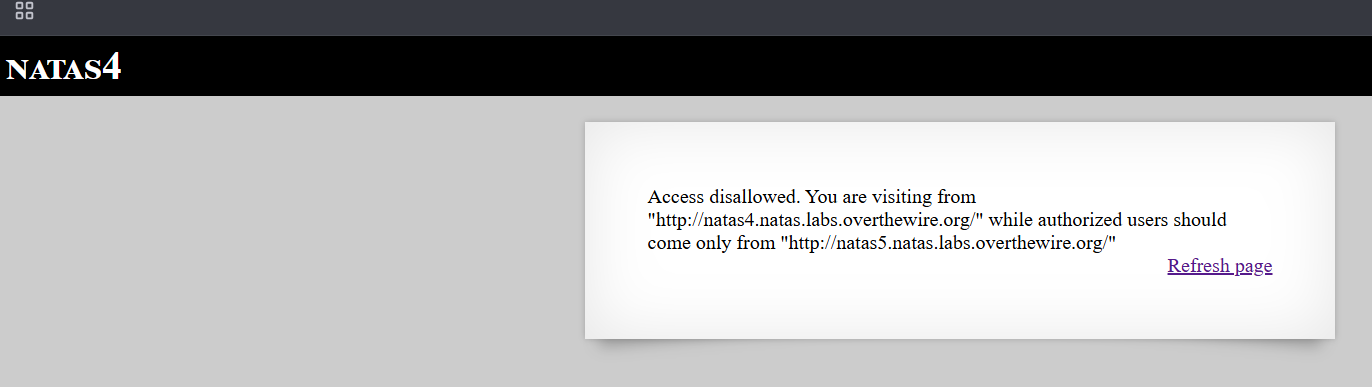 NATAS4
Access disallowed. You are visiting from
"http://natas4.natas.labs.overthewire.org/" while authorized users should
come only from "http://natas5.natas.labs.overthewire.org/"
Refresh page